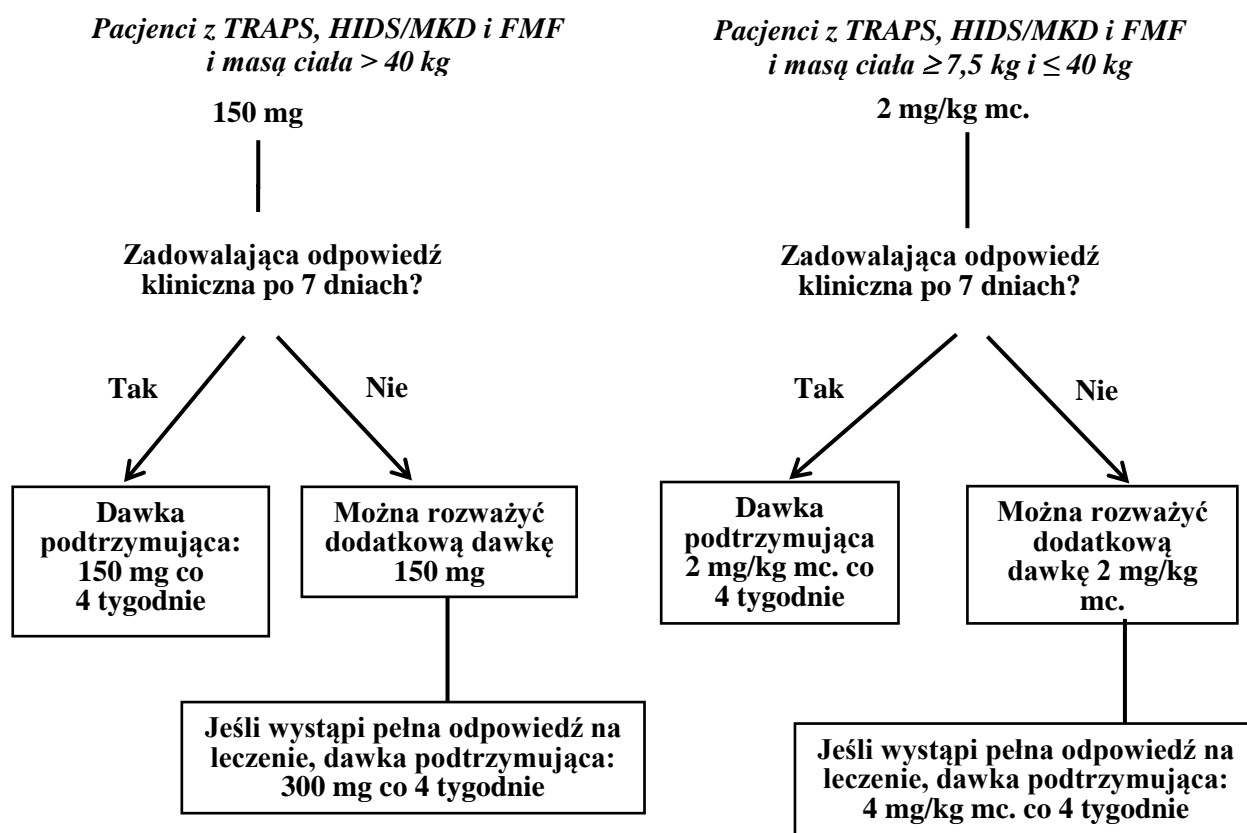 Pacjenci z TRAPS, HIDS/MKD i FMF
i masą ciała > 40 kg
150 mg
Zadowalająca odpowiedź
kliniczna po 7 dniach?
Tak
Nie
Dawka
podtrzymująca:
150 mg co
4 tygodnie
Można rozważyć
dodatkową dawkę
150 mg
Jeśli wystąpi pełna odpowiedź na
leczenie, dawka podtrzymująca:
300 mg co 4 tygodnie
Pacjenci z TRAPS, HIDS/MKD i FMF
i masą ciała ≥ 7,5 kg i ≤ 40 kg
2 mg/kg mc.
Zadowalająca odpowiedź
kliniczna po 7 dniach?
Tak
Nie
Dawka
podtrzymująca
2 mg/kg mc. co
4 tygodnie
Można rozważyć
dodatkową
dawkę 2 mg/kg
mc.
Jeśli wystąpi pełna odpowiedź na
leczenie, dawka podtrzymująca:
4 mg/kg mc. co 4 tygodnie